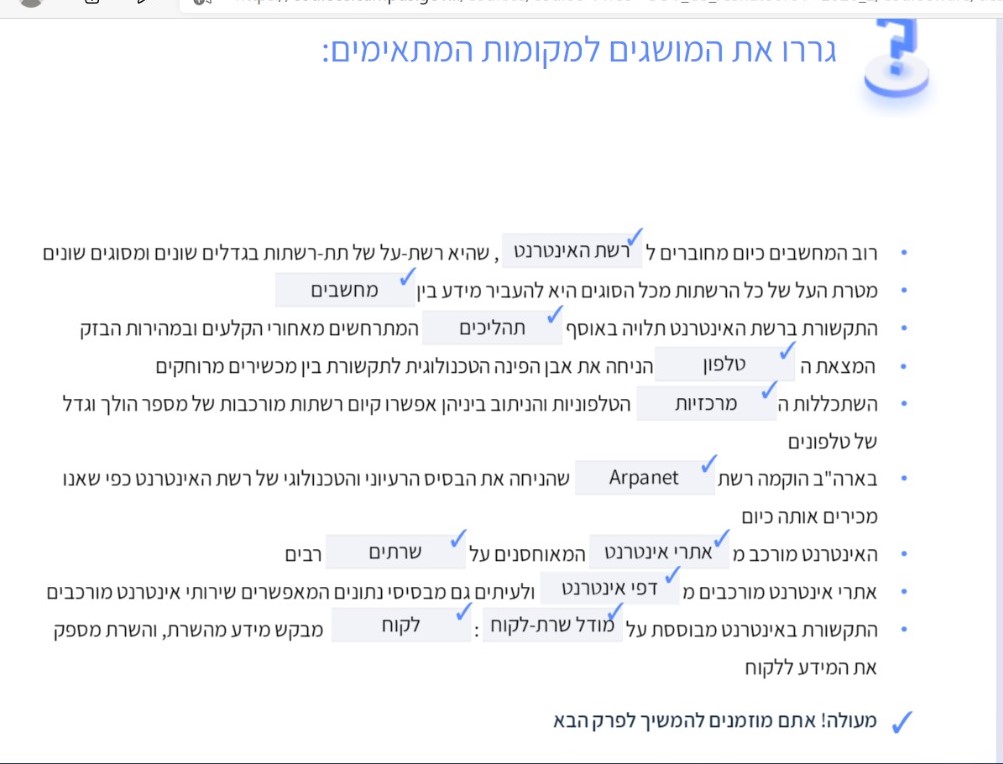 גררו את המושגים למקומות המתאימים:
רוב המחשבים כיום מחוברים ל רשת האינטרנט , שהיא רשת-על של תת-רשתות בגדלים שונים ומסוגים שונים
מטרת העל של כל הרשתות מכל הסוגים היא להעביר מידע בין מחשבים
התקשורת ברשת האינטרנט תלויה באוסף תהליכים המתרחשים מאחורי הקלעים ובמהירות הבזק
המצאת ה טלפון הניחה את אבן הפינה הטכנולוגית לתקשורת בין מכשירים מרוחקים
השתכללות ה מרכזיות הטלפוניות והניתוב ביניהן אפשרו קיום רשתות מורכבות של מספר הולך וגדל
של טלפונים
בארה"ב הוקמה רשת Arpanet שהניחה את הבסיס הרעיוני והטכנולוגי של רשת האינטרנט כפי שאנו
מכירים אותה כיום
האינטרנט מורכב מ אתרי אינטרנט המאוחסנים על שרתים רבים
אתרי אינטרנט מורכבים מ דפי אינטרנט ולעיתים גם מבסיסי נתונים המאפשרים שירותי אינטרנט מורכבים
התקשורת באינטרנט מבוססת על מודל שרת-לקוח : לקוח מבקש מידע מהשרת, והשרת מספק
את המידע ללקוח
מעולה! אתם מוזמנים להמשיך לפרק הבא